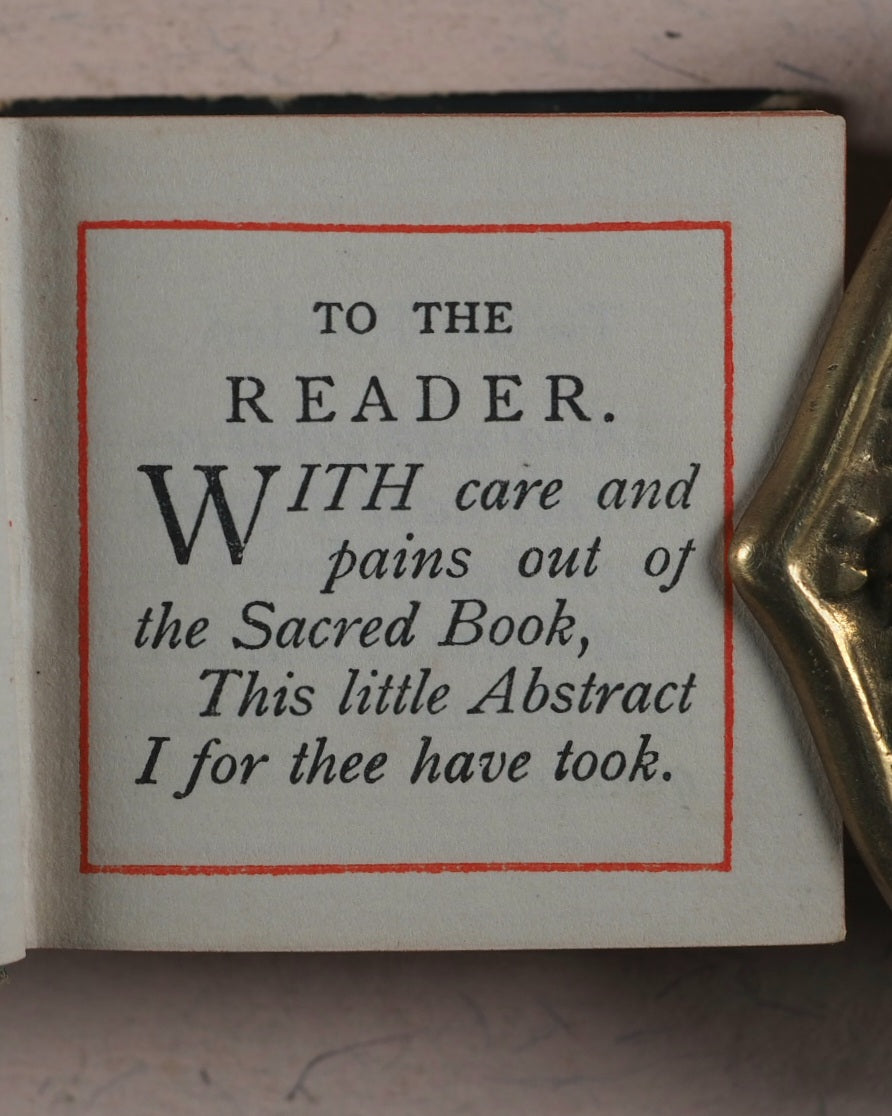 TO THE
READER.
WITH care and
pains out of
the Sacred Book,
This little Abstract
I for thee have took.